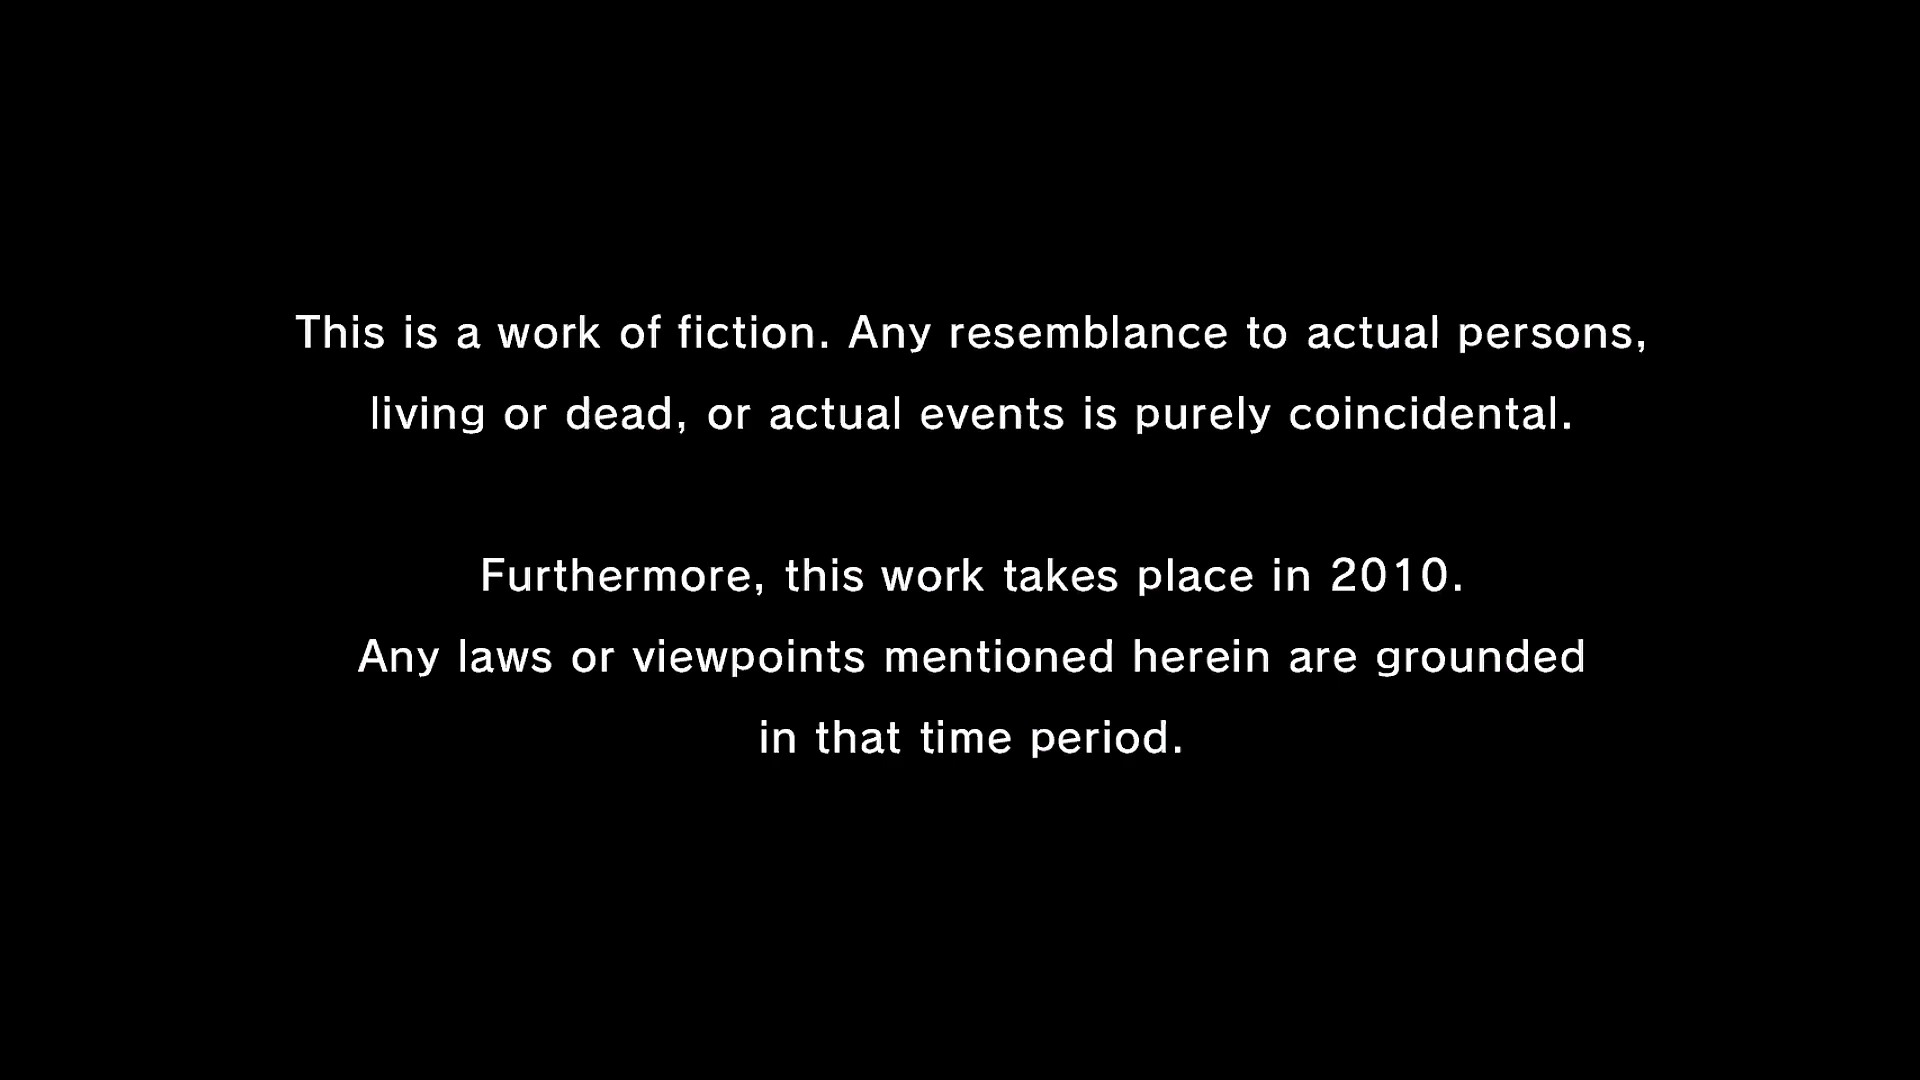 This is a work of fiction. Any resemblance to actual persons,
living or dead, or actual events is purely coincidental.
Furthermore, this work takes place in 2010.
Any laws or viewpoints mentioned herein are grounded
in that time period.